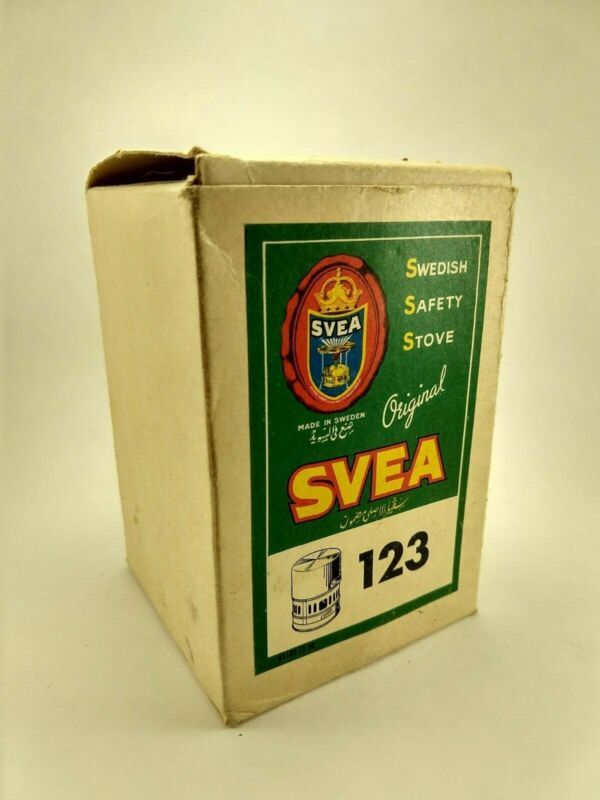 SVEA
SWEDISH
SAFETY
STOVE
MADE IN SWEDEN
صنع في السويد
Original
SVEA
123